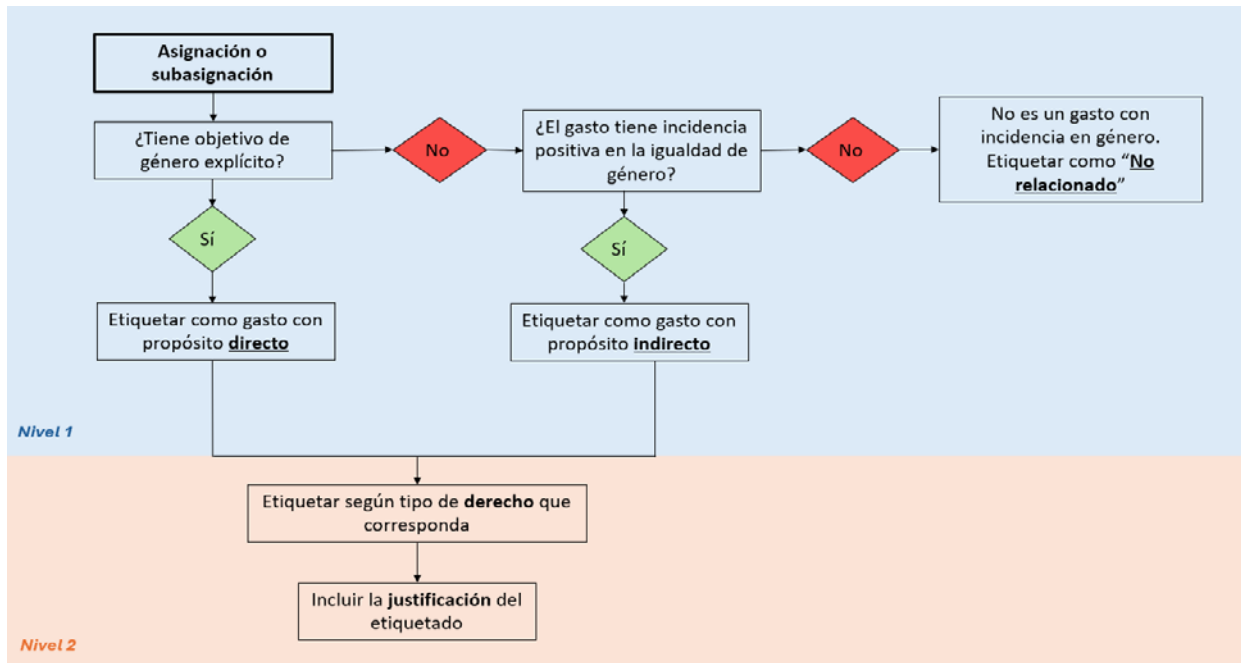 Asignación o
subasignación
¿Tiene objetivo de
género explícito?
No
¿El gasto tiene incidencia
positiva en la igualdad de
género?
No
No es un gasto con
incidencia en género.
Etiquetar como “No
relacionado”
Sí
Sí
Etiquetar como gasto con
propósito directo
Etiquetar como gasto con
propósito indirecto
Nivel 1
Etiquetar según tipo de derecho que
corresponda
Incluir la justificación del
etiquetado
Nivel 2